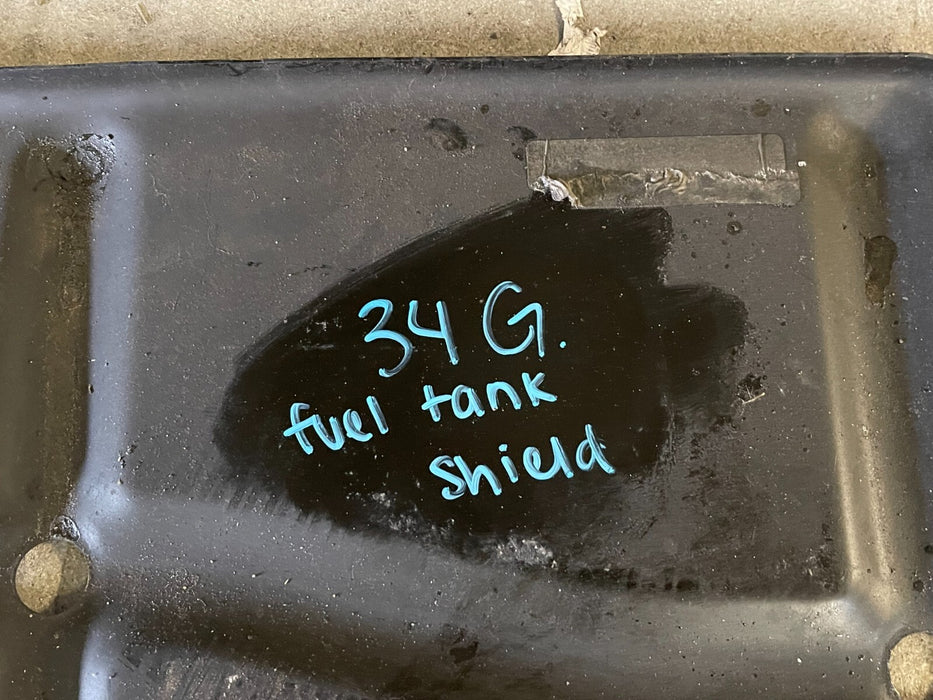 34 G.
fuel tank
shield